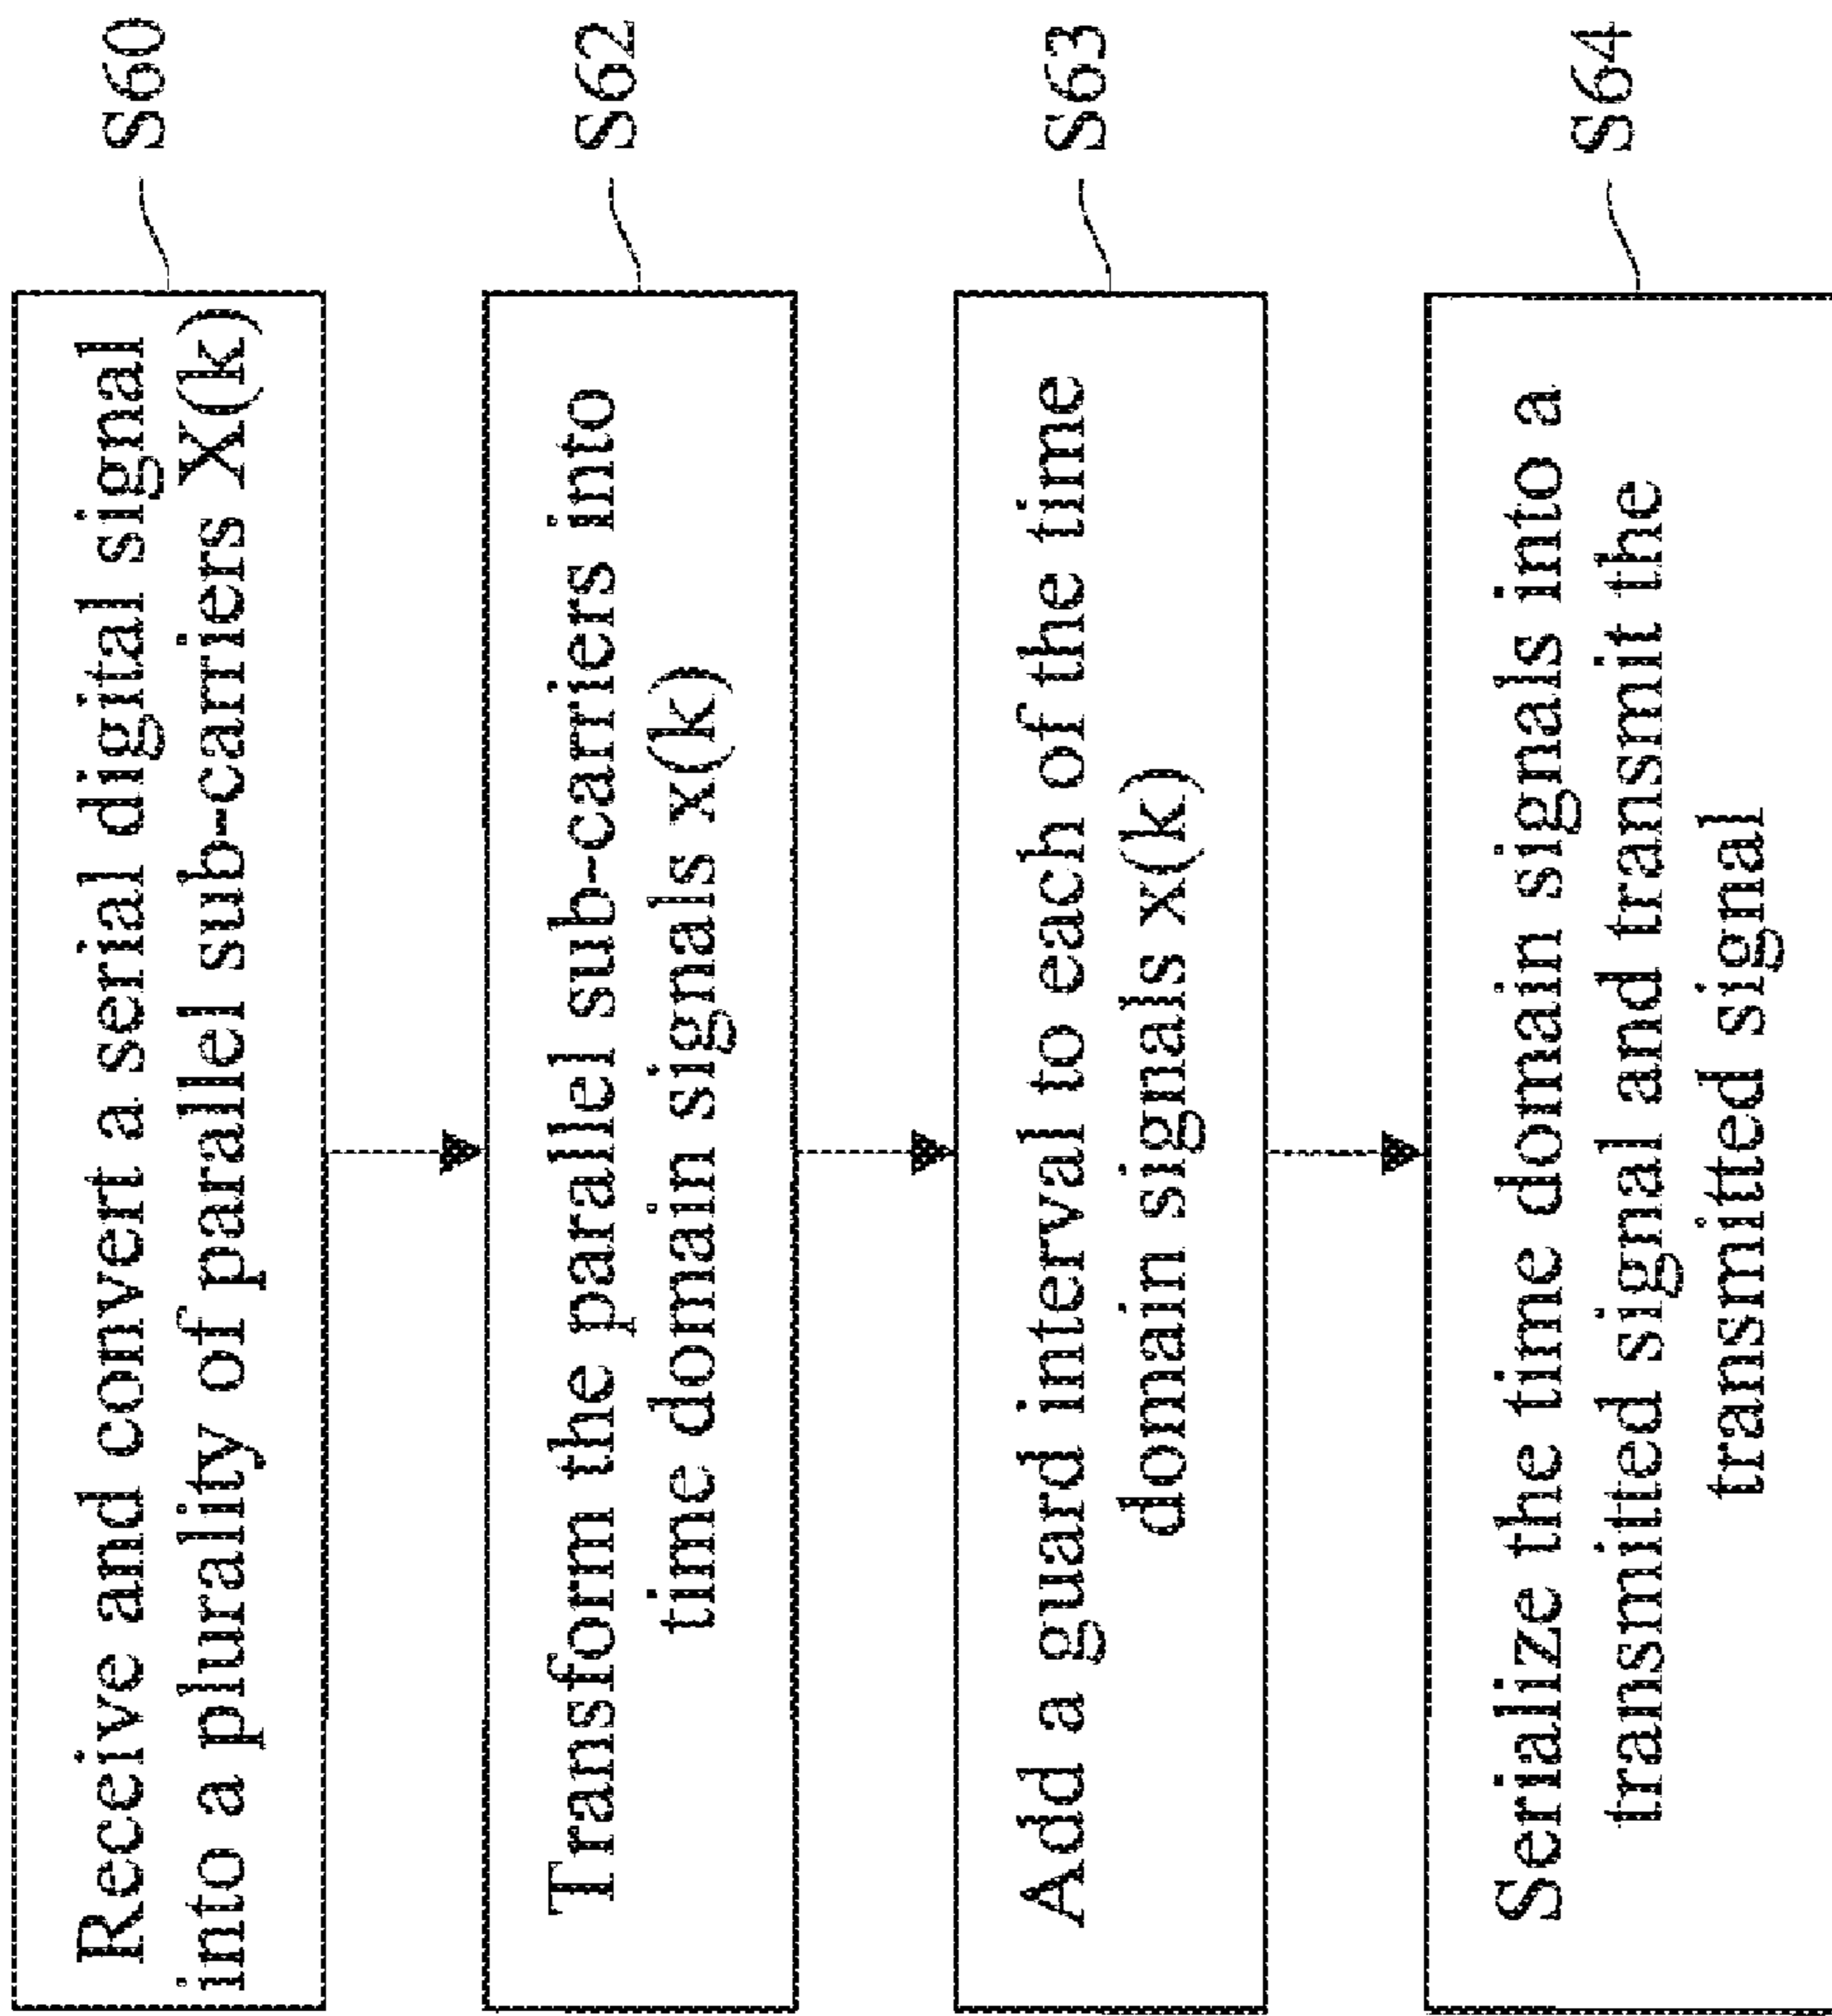 Receive and convert a serial digital signal
into a plurality of parallel sub-carriers X(k)
S60
Transform the parallel sub-carriers into
time domain signals x(k)
S62
Add a guard interval to each of the time
domain signals x(k)
S63
Serialize the time domain signals into a
transmitted signal and transmit the
transmitted signal
S64